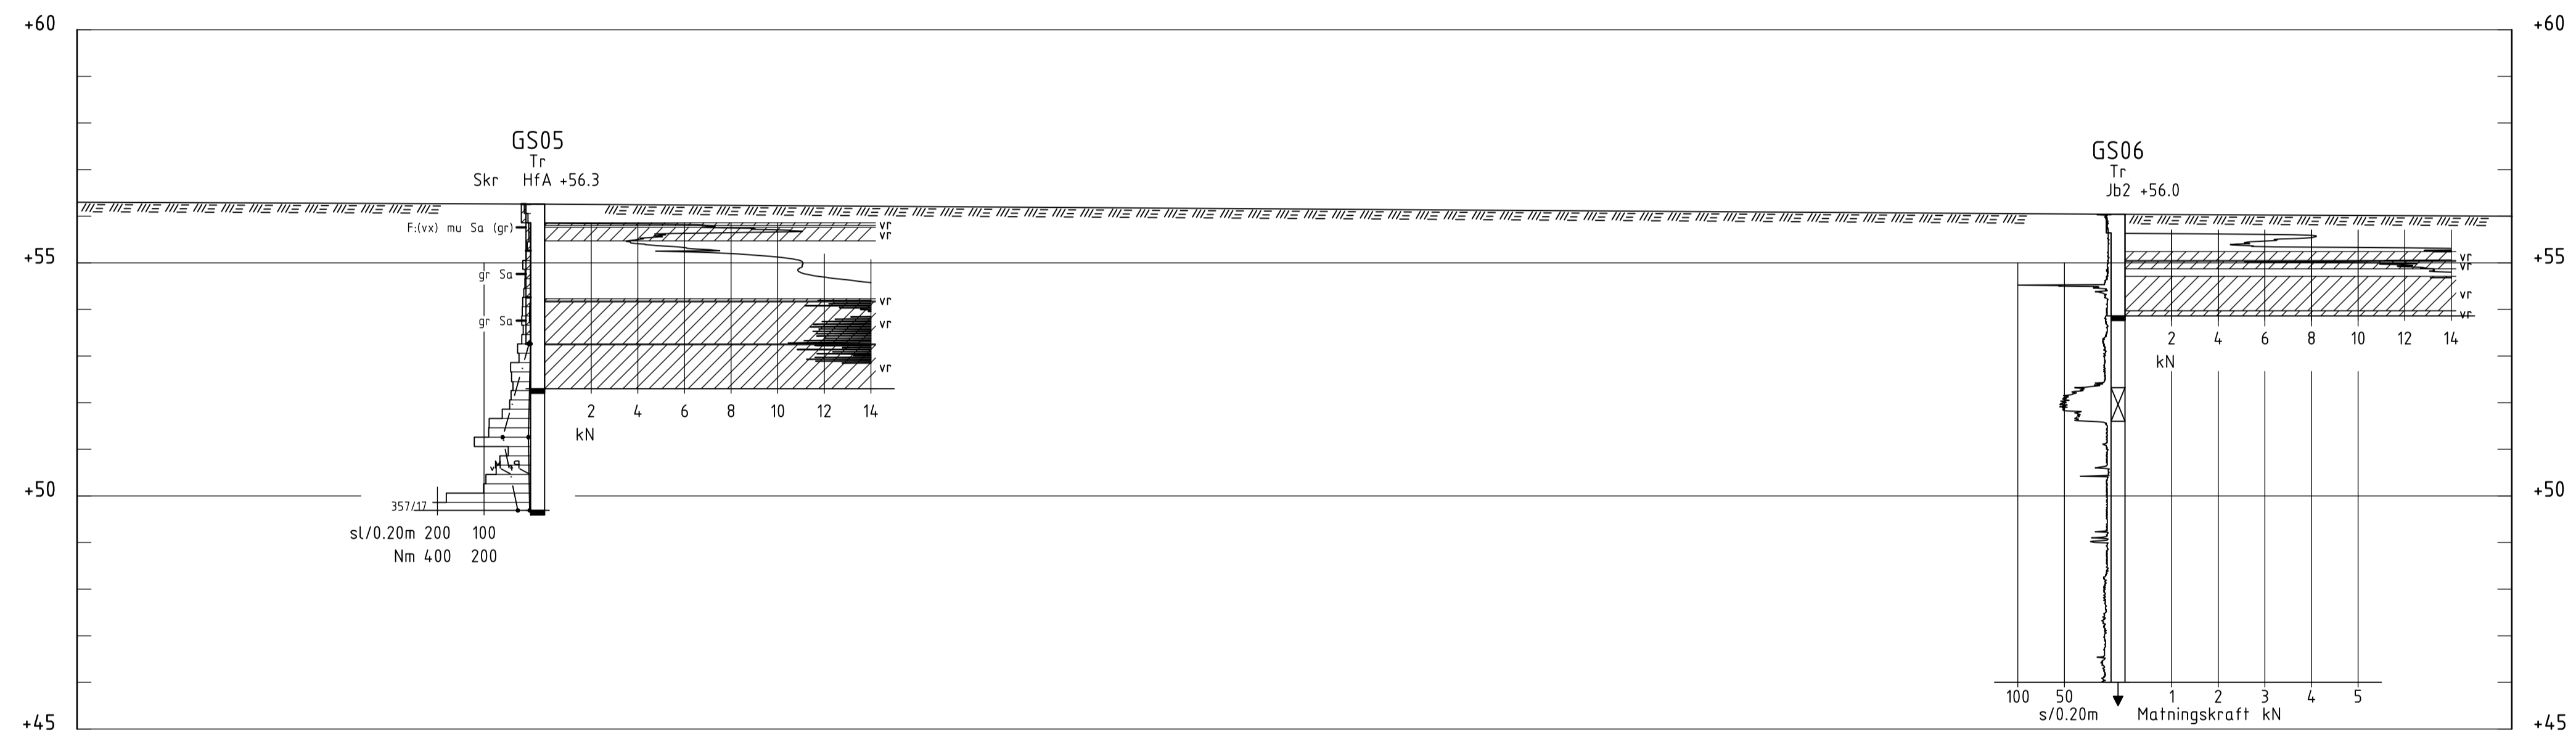 +60 +60
GS05
Tr
Skr HfA +56.3
GS06
Tr
Jb2 +56.0
F:(vx) mu Sa (gr)
vr
vr
+55 +55
gr Sa
gr Sa
vr
vr
vr
2 4 6 8 10 12 14
kN
vr
vr
vr
vr
2 4 6 8 10 12 14
kN
+50 +50
357/17
sl/0.20m 200 100
Nm 400 200
100 50 1 2 3 4 5
s/0.20m Matningskraft kN
+45 +45